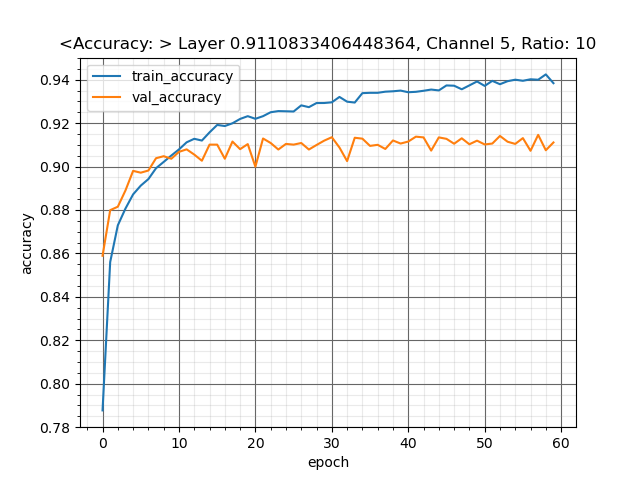 <Accuracy: > Layer 0.9110833406448364, Channel 5, Ratio: 10
train_accuracy
val_accuracy
accuracy
0.94
0.92
0.90
0.88
0.86
0.84
0.82
0.80
0.78
0 10 20 30 40 50 60
epoch